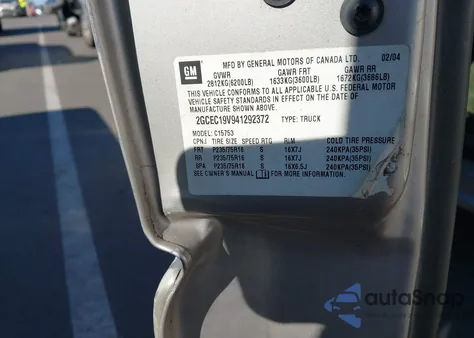 GM
MFD BY GENERAL MOTORS OF CANADA LTD. 02/04
GVWR GAWR FRT GAWR RR
2812KG(6200LB) 1633KG(3600LB) 1672KG(3686LB)
THIS VEHICLE CONFORMS TO ALL APPLICABLE U.S. FEDERAL MOTOR
VEHICLE SAFETY STANDARDS IN EFFECT ON THE DATE OF
MANUFACTURE SHOWN ABOVE.
2GCEC19V941292372 TYPE: TRUCK
MODEL: C15753
TIRE SIZE SPEED RTG RIM COLD TIRE PRESSURE
FRT P235/75R16 S 16X7J 240KPA(35PSI)
RR P235/75R16 S 16X7J 240KPA(35PSI)
SPA P235/75R16 S 16X6.5J 240KPA(35PSI)
SEE OWNER'S MANUAL FOR MORE INFORMATION.
autoSnap